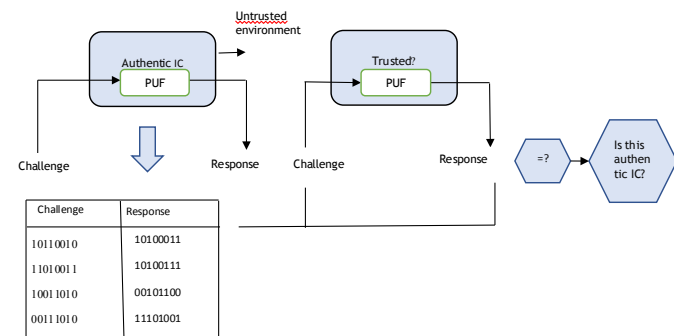 Untrusted
environment
Authentic IC
PUF
Trusted?
PUF
Challenge
Response
Challenge
Response
=?
Is this
authen
tic IC?
Challenge Response
10110010 10100011
11010011 10100111
10011010 00101100
00111010 11101001